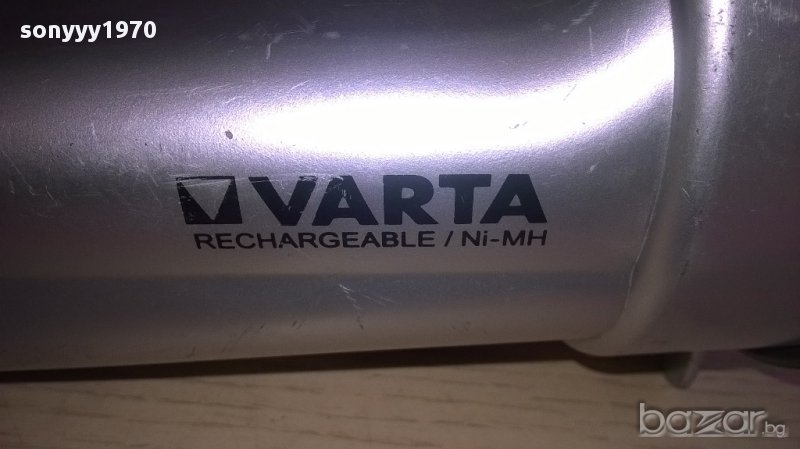 sonyyy1970
VARTA
RECHARGEABLE / Ni-MH
bazar.bg